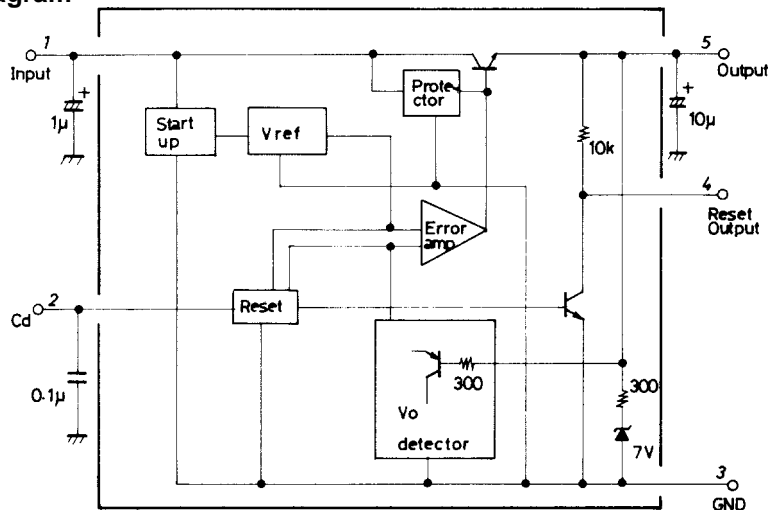 agram
1
Input
+
1μ
Start
up
Vref
Prote
ctor
5
Output
+
10μ
10k
4
Reset
Output
Error
amp
2
Cd
Reset
0.1μ
300
Vo
detector
300
7V
3
GND